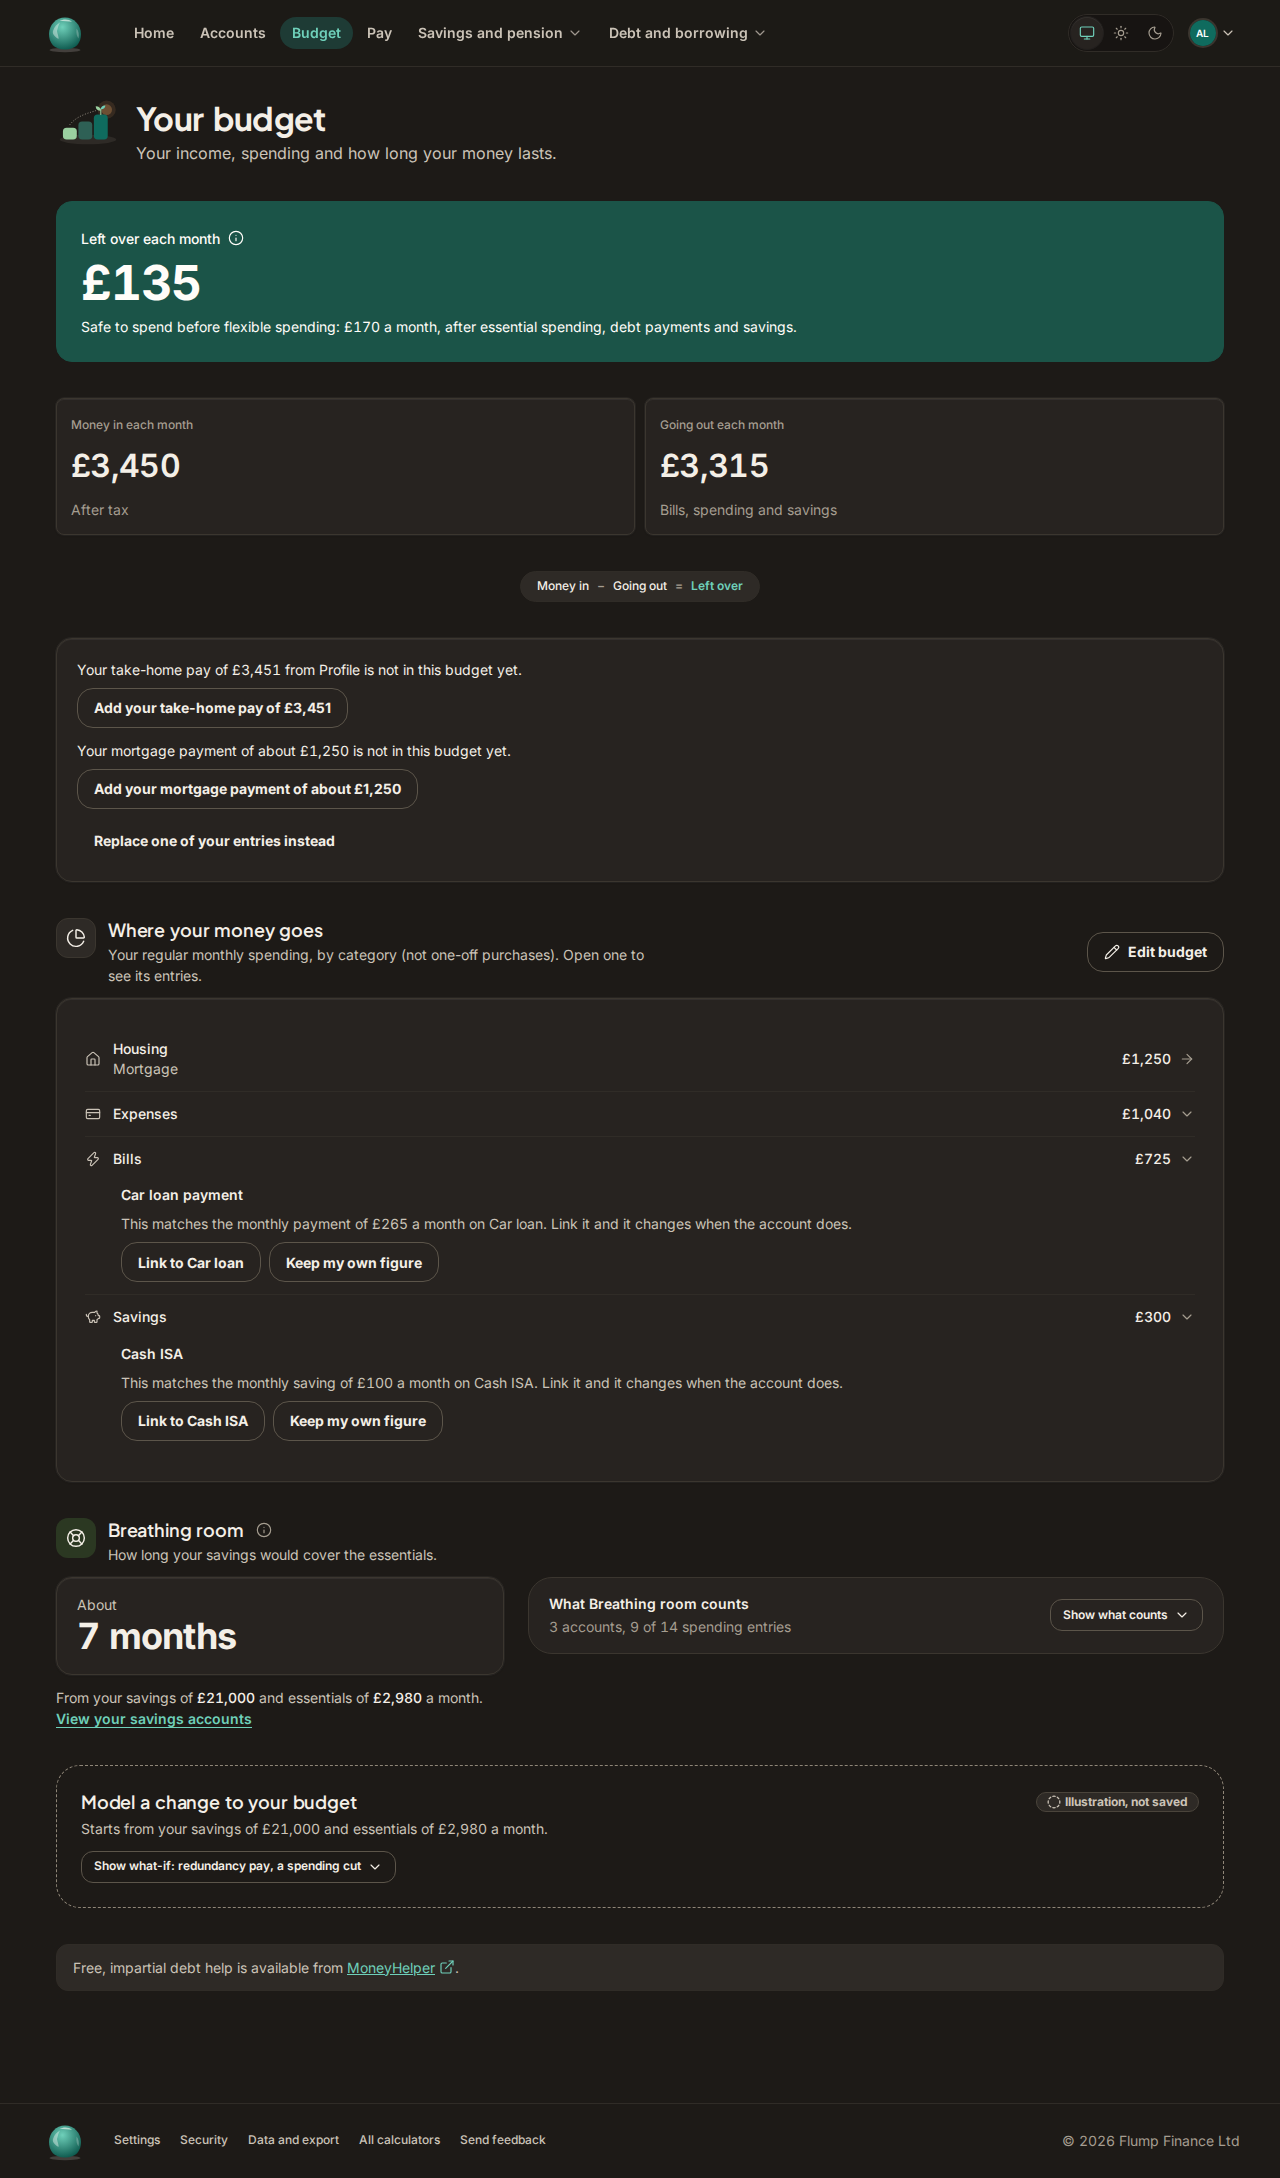 Home
Accounts
Budget
Pay
Savings and pension
Debt and borrowing
AL
Your budget
Your income, spending and how long your money lasts.
Left over each month
£135
Safe to spend before flexible spending: £170 a month, after essential spending, debt payments and savings.
Money in each month
£3,450
After tax
Going out each month
£3,315
Bills, spending and savings
Money in – Going out = Left over
Your take-home pay of £3,451 from Profile is not in this budget yet.
Add your take-home pay of £3,451
Your mortgage payment of about £1,250 is not in this budget yet.
Add your mortgage payment of about £1,250
Replace one of your entries instead
Where your money goes
Your regular monthly spending, by category (not one-off purchases). Open one to
see its entries.
Edit budget
Housing
Mortgage
£1,250
Expenses
£1,040
Bills
£725
Car loan payment
This matches the monthly payment of £265 a month on Car loan. Link it and it changes when the account does.
Link to Car loan
Keep my own figure
Savings
£300
Cash ISA
This matches the monthly saving of £100 a month on Cash ISA. Link it and it changes when the account does.
Link to Cash ISA
Keep my own figure
Breathing room
How long your savings would cover the essentials.
About
7 months
What Breathing room counts
3 accounts, 9 of 14 spending entries
Show what counts
From your savings of £21,000 and essentials of £2,980 a month.
View your savings accounts
Model a change to your budget
Illustration, not saved
Starts from your savings of £21,000 and essentials of £2,980 a month.
Show what-if: redundancy pay, a spending cut
Free, impartial debt help is available from MoneyHelper.
Settings
Security
Data and export
All calculators
Send feedback
© 2026 Flump Finance Ltd